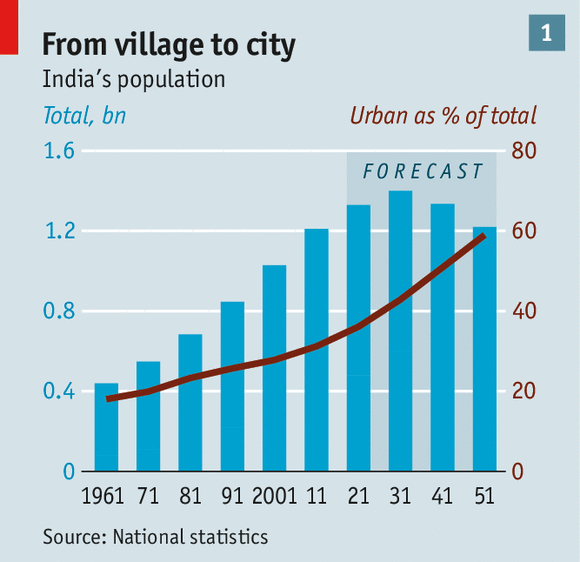 From village to city
1
India's population
Total, bn
Urban as % of total
1.6
80
FORECAST
1.2
60
0.8
40
0.4
20
0
0
1961 71 81 91 2001 11 21 31 41 51
Source: National statistics